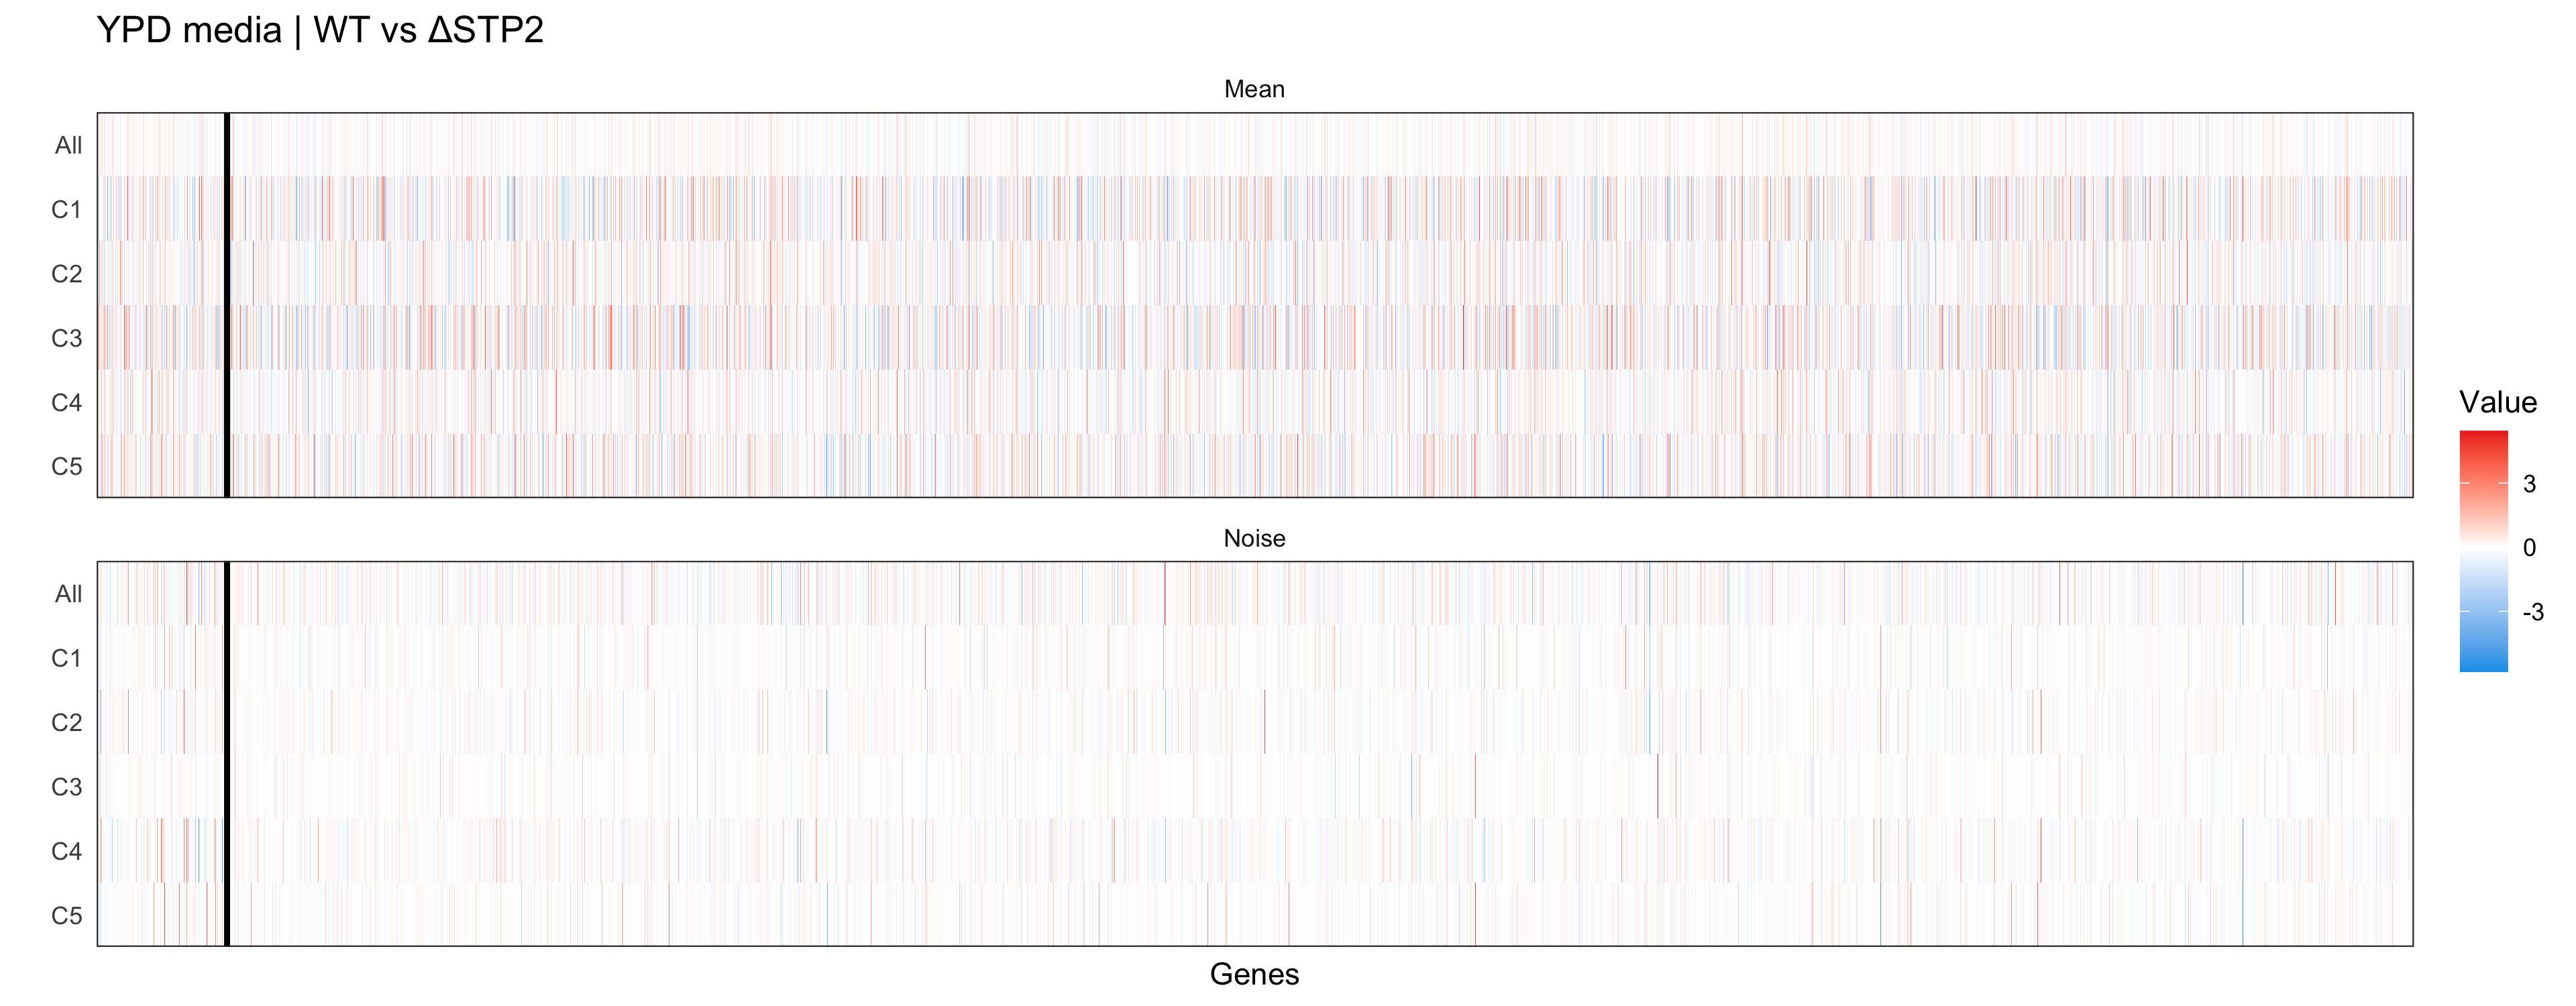 YPD media | WT vs ΔSTP2
Mean
All
C1
C2
C3
C4
C5
Noise
All
C1
C2
C3
C4
C5
Genes
Value
3
0
-3